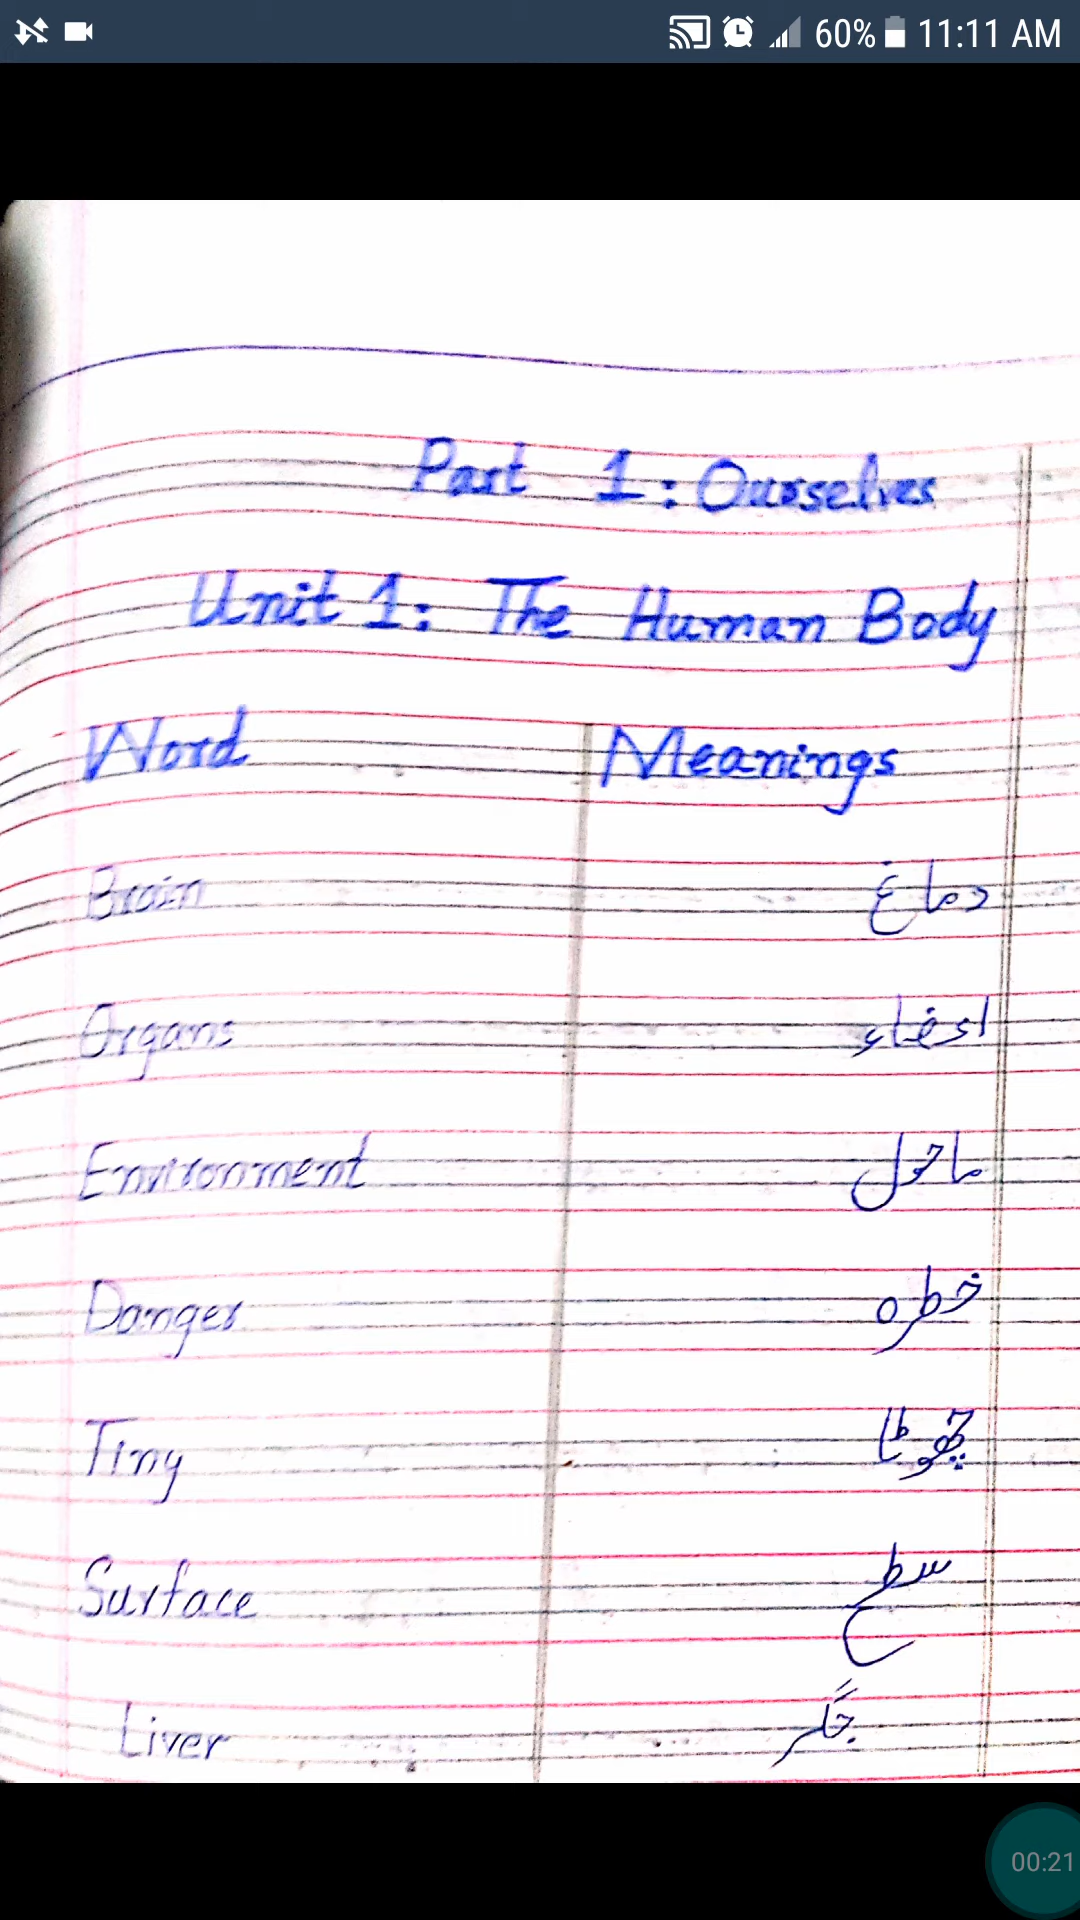 60% 11:11 AM
Part 1: Ourselves
Unit 1: The Human Body
Word Meanings
Brain دماغ
Organs اعضاء
Environment ماحول
Danger خطرہ
Tiny چھوٹا
Surface سطح
Liver جگر
00:21